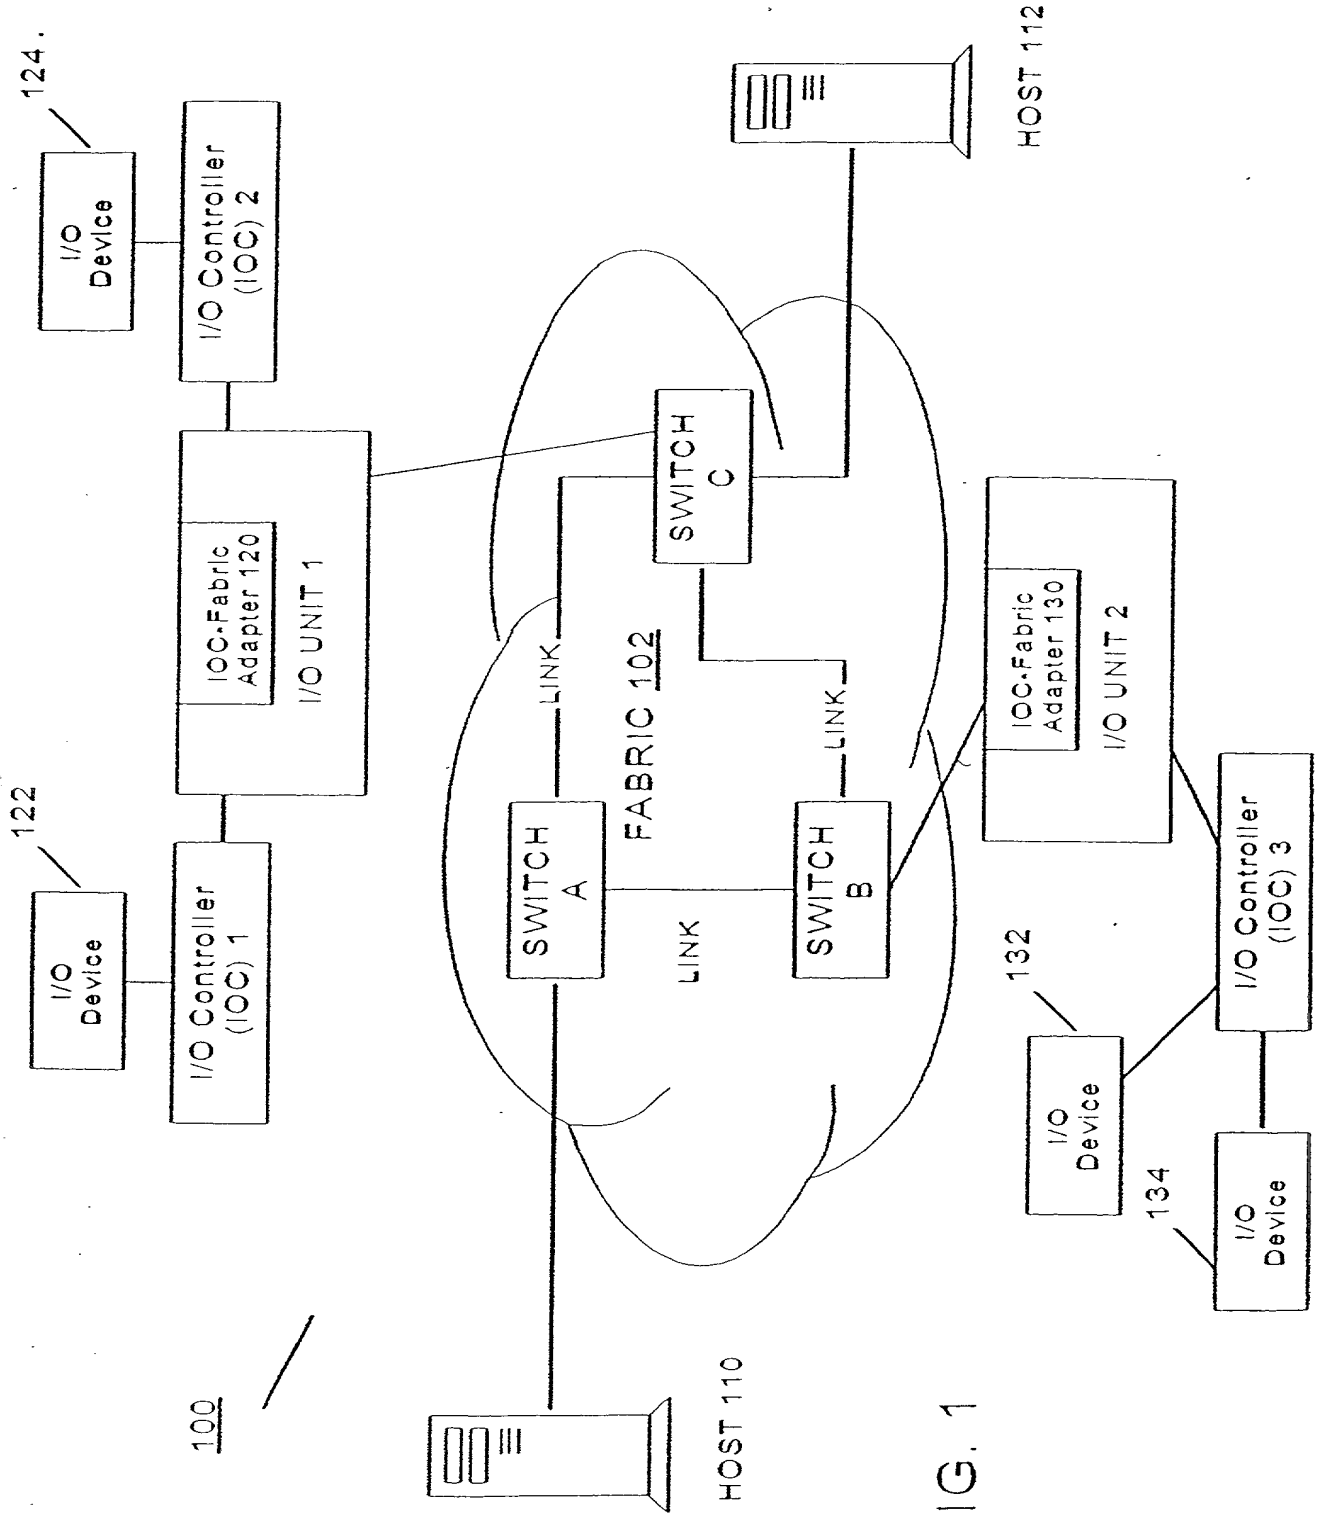 100
122
124.
I/O
Device
I/O
Device
I/O Controller
(IOC) 1
I/O Controller
(IOC) 2
IOC-Fabric
Adapter 120
I/O UNIT 1
HOST 110
SWITCH
A
LINK
SWITCH
C
FABRIC 102
LINK
LINK
SWITCH
B
HOST 112
IOC-Fabric
Adapter 130
I/O UNIT 2
132
I/O
Device
134
I/O
Device
I/O Controller
(IOC) 3
IG. 1